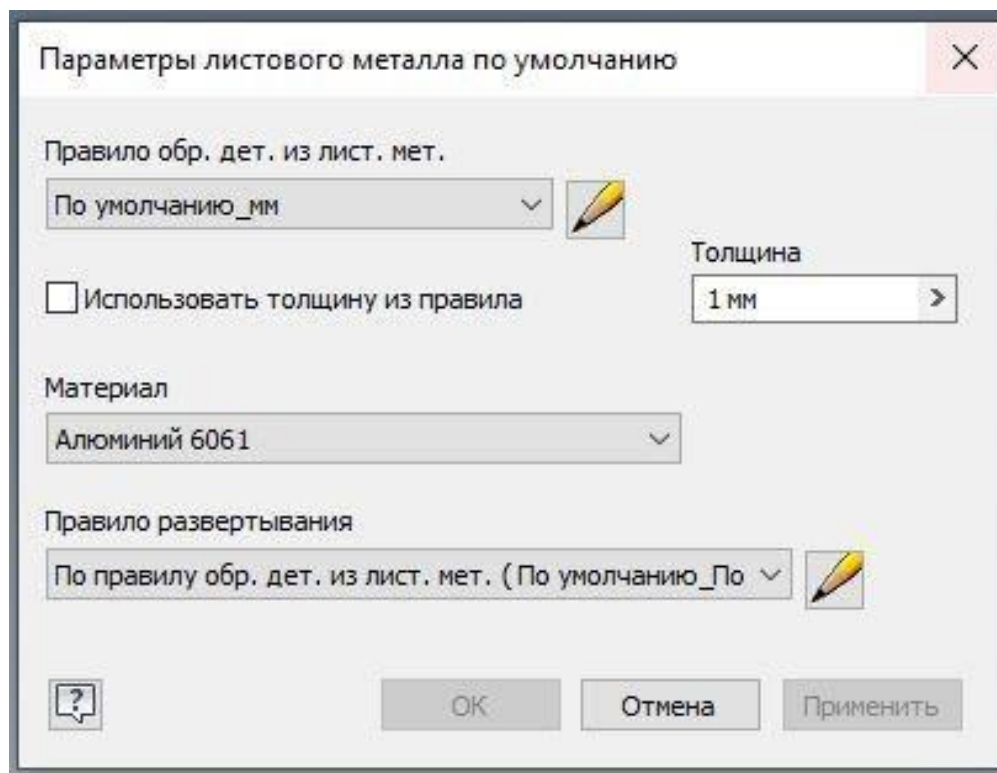 Параметры листового металла по умолчанию
Правило обр. дет. из лист. мет.
По умолчанию_мм
Толщина
Использовать толщину из правила
1 мм
Материал
Алюминий 6061
Правило развертывания
По правилу обр. дет. из лист. мет. (По умолчанию_По
?
ОК
Отмена
Применить